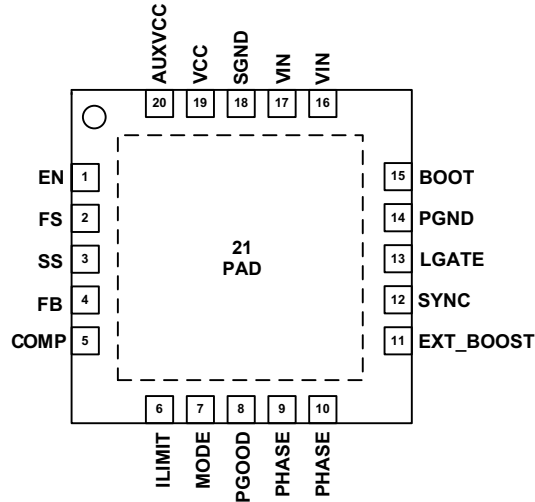 AUXVCC
VCC
SGND
VIN
VIN
20
19
18
17
16
EN
1
FS
2
SS
3
FB
4
COMP
5
21
PAD
15
BOOT
14
PGND
13
LGATE
12
SYNC
11
EXT_BOOST
6
7
8
9
10
ILIMIT
MODE
PGOOD
PHASE
PHASE